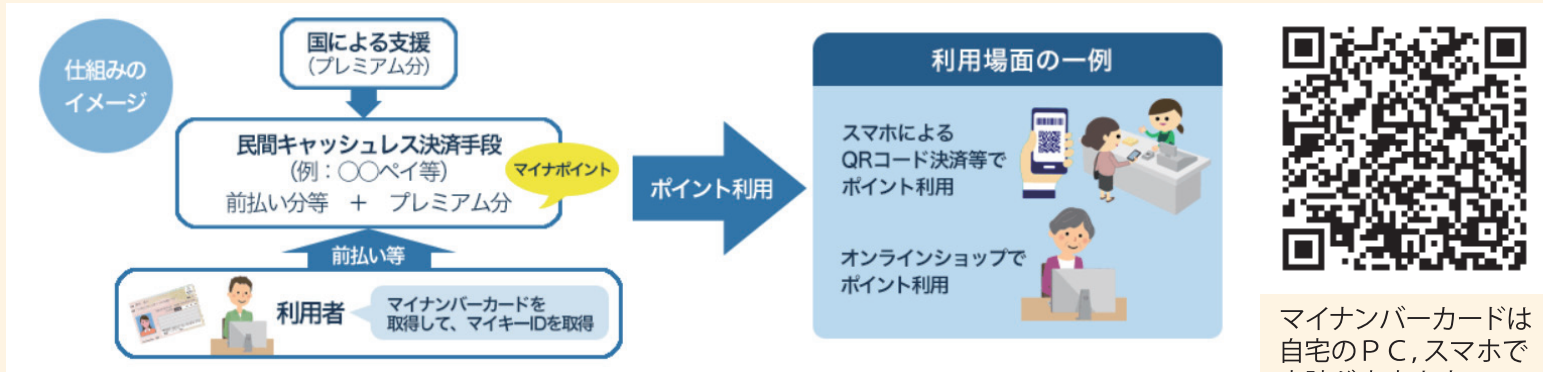 仕組みの
イメージ
国による支援
(プレミアム分)
民間キャッシュレス決済手段
(例:○○ペイ等)
前払い分等 + プレミアム分
マイナポイント
前払い等
利用者
マイナンバーカードを
取得して、マイキーIDを取得
ポイント利用
利用場面の一例
スマホによる
QRコード決済等で
ポイント利用
オンラインショップで
ポイント利用
マイナンバーカードは
自宅のPC,スマホで